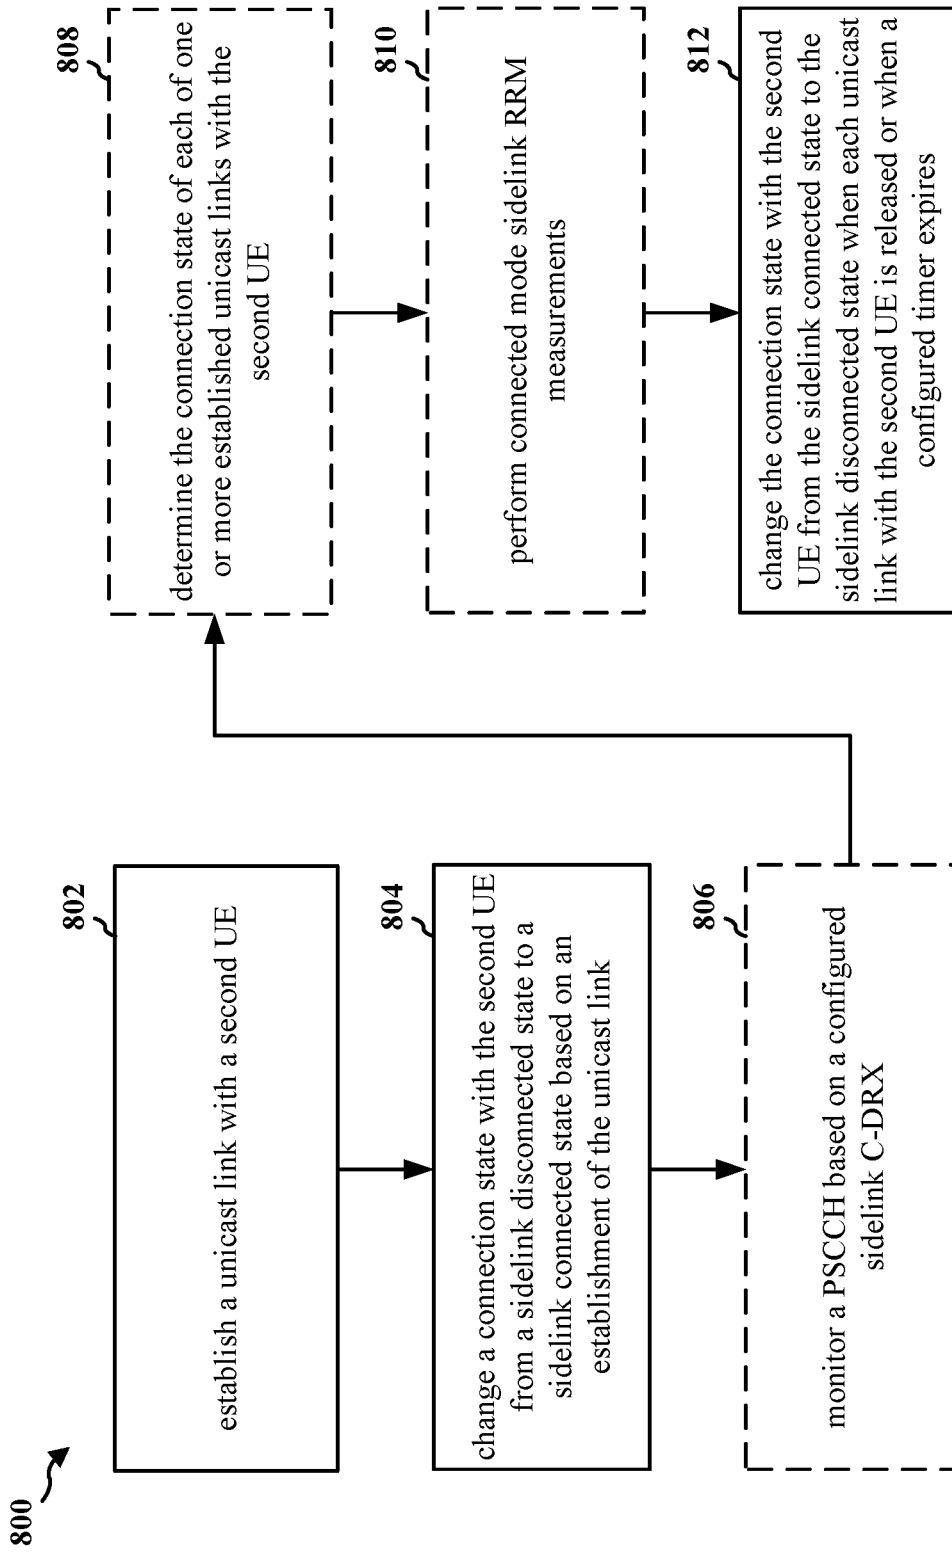 800
802
establish a unicast link with a second UE
804
change a connection state with the second UE
from a sidelink disconnected state to a
sidelink connected state based on an
establishment of the unicast link
806
monitor a PSCCH based on a configured
sidelink C-DRX
808
determine the connection state of each of one
or more established unicast links with the
second UE
810
perform connected mode sidelink RRM
measurements
812
change the connection state with the second
UE from the sidelink connected state to the
sidelink disconnected state when each unicast
link with the second UE is released or when a
configured timer expires